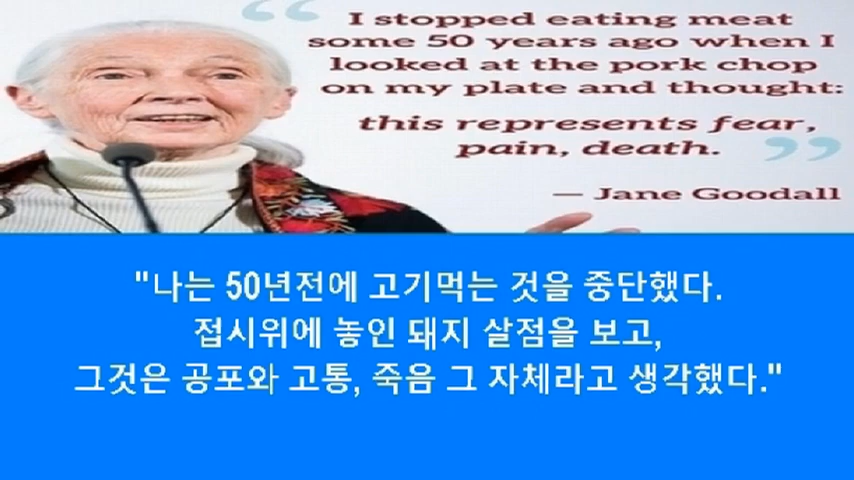 I stopped eating meat
some 50 years ago when I
looked at the pork chop
on my plate and thought:
this represents fear,
pain, death.
— Jane Goodall
"나는 50년전에 고기먹는 것을 중단했다.
접시위에 놓인 돼지 살점을 보고,
그것은 공포와 고통, 죽음 그 자체라고 생각했다."